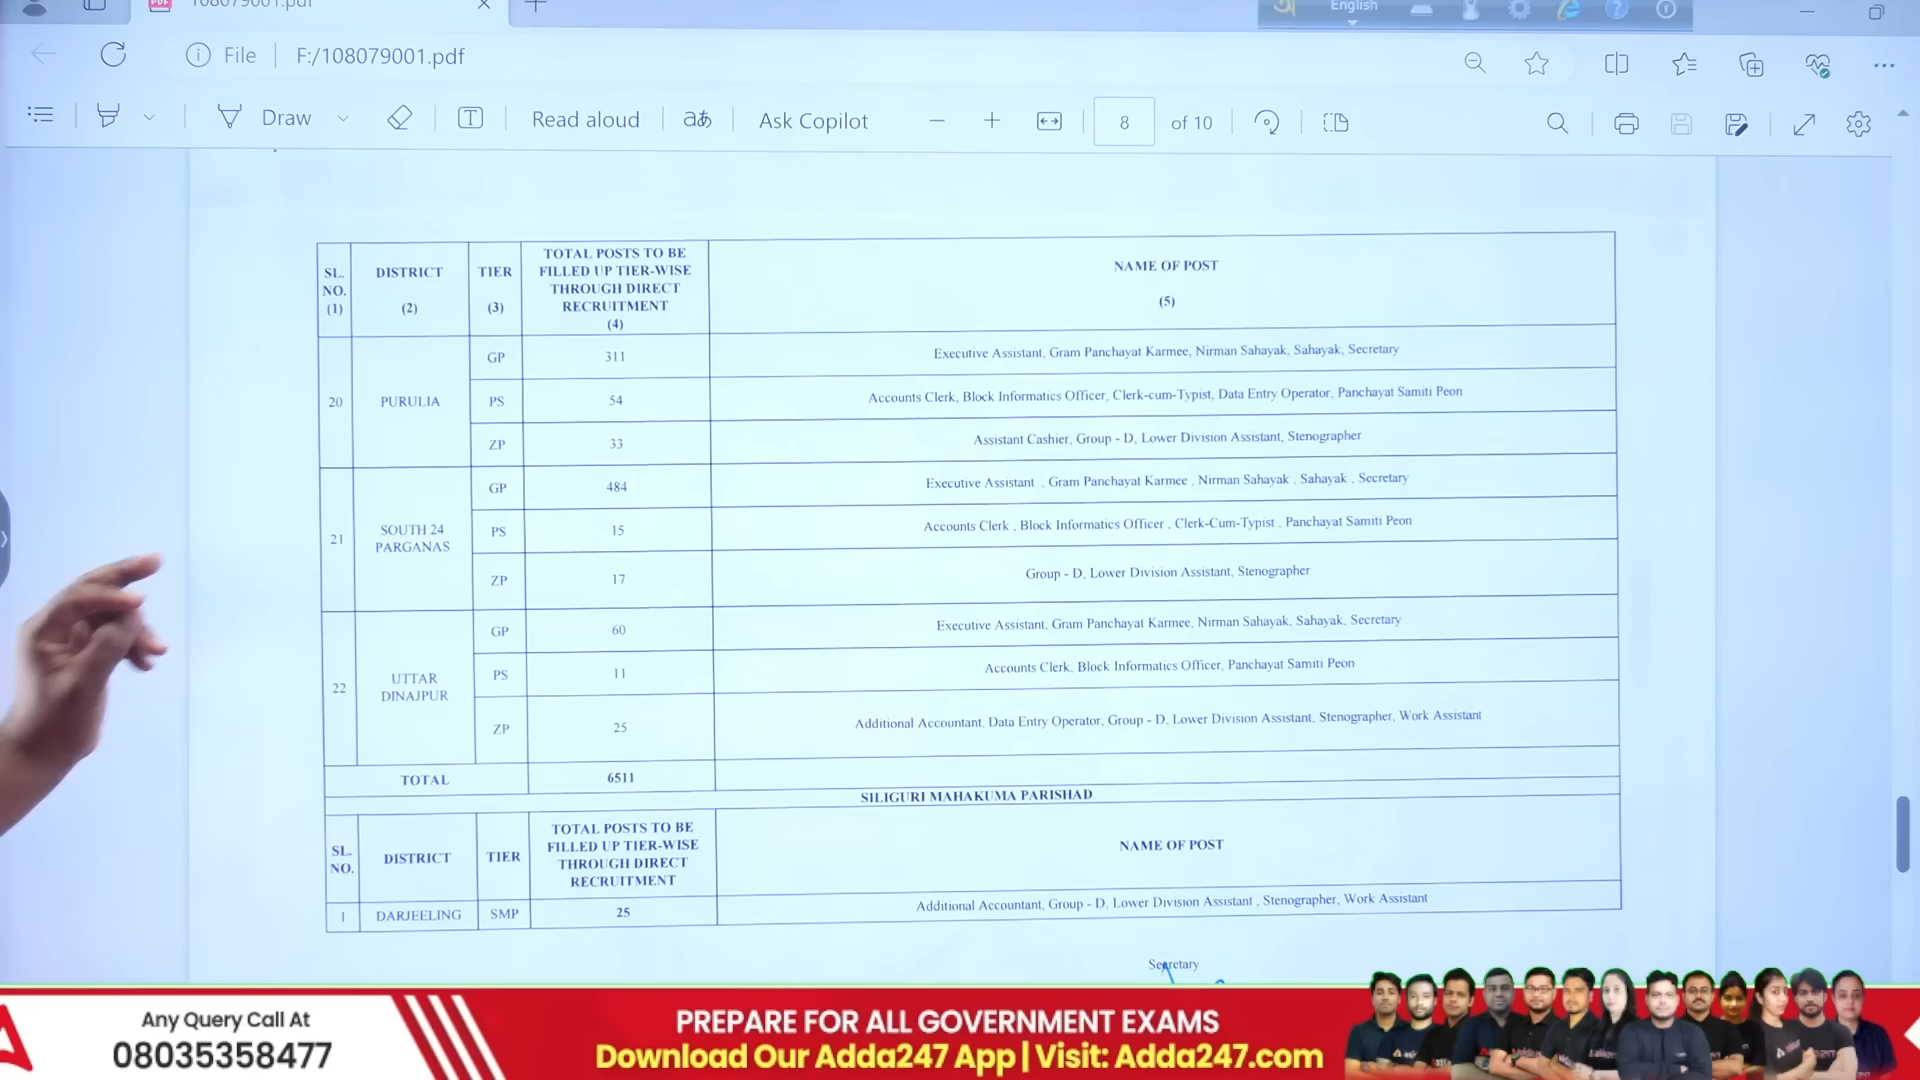 108079001.pdf
English
File F:/108079001.pdf
Draw
Read aloud
Ask Copilot
8 of 10
SL. NO. (1) DISTRICT (2) TIER (3) TOTAL POSTS TO BE FILLED UP TIER-WISE THROUGH DIRECT RECRUITMENT (4) NAME OF POST (5)
20 PURULIA GP 311 Executive Assistant, Gram Panchayat Karmee, Nirman Sahayak, Sahayak, Secretary
PS 54 Accounts Clerk, Block Informatics Officer, Clerk-cum-Typist, Data Entry Operator, Panchayat Samiti Peon
ZP 33 Assistant Cashier, Group - D, Lower Division Assistant, Stenographer
21 SOUTH 24 PARGANAS GP 484 Executive Assistant , Gram Panchayat Karmee , Nirman Sahayak , Sahayak , Secretary
PS 15 Accounts Clerk , Block Informatics Officer , Clerk-Cum-Typist , Panchayat Samiti Peon
ZP 17 Group - D, Lower Division Assistant, Stenographer
22 UTTAR DINAJPUR GP 60 Executive Assistant, Gram Panchayat Karmee, Nirman Sahayak, Sahayak, Secretary
PS 11 Accounts Clerk, Block Informatics Officer, Panchayat Samiti Peon
ZP 25 Additional Accountant, Data Entry Operator, Group - D, Lower Division Assistant, Stenographer, Work Assistant
TOTAL 6511
SILIGURI MAHAKUMA PARISHAD
SL. NO. DISTRICT TIER TOTAL POSTS TO BE FILLED UP TIER-WISE THROUGH DIRECT RECRUITMENT NAME OF POST
1 DARJEELING SMP 25 Additional Accountant, Group - D, Lower Division Assistant , Stenographer, Work Assistant
Secretary
Any Query Call At
08035358477
PREPARE FOR ALL GOVERNMENT EXAMS
Download Our Adda247 App | Visit: Adda247.com